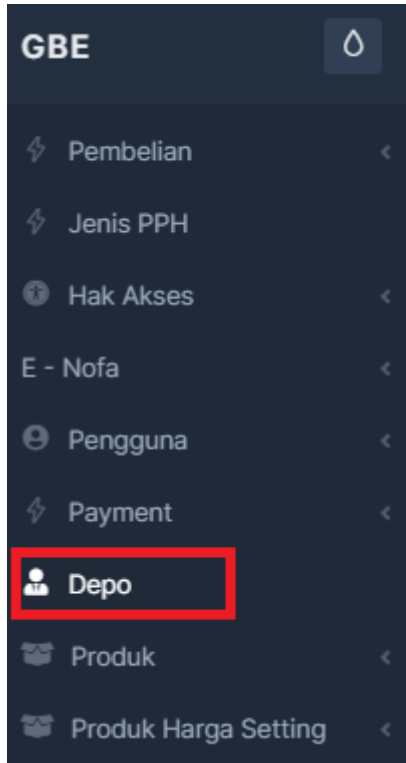 GBE
Pembelian
Jenis PPH
Hak Akses
E - Nofa
Pengguna
Payment
Depo
Produk
Produk Harga Setting